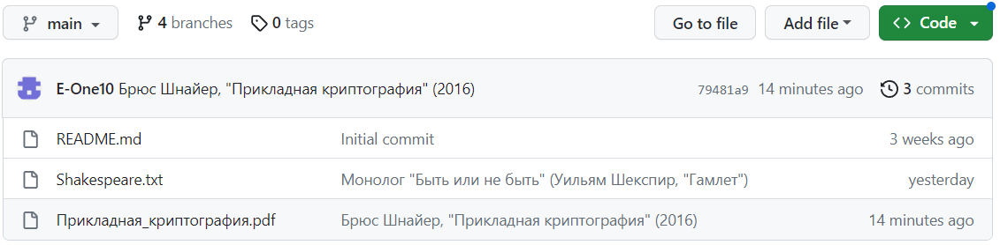 main 4 branches 0 tags Go to file Add file Code
E-One10 Брюс Шнайер, "Прикладная криптография" (2016) 79481a9 14 minutes ago 3 commits
README.md Initial commit 3 weeks ago
Shakespeare.txt Монолог "Быть или не быть" (Уильям Шекспир, "Гамлет") yesterday
Прикладная_криптография.pdf Брюс Шнайер, "Прикладная криптография" (2016) 14 minutes ago